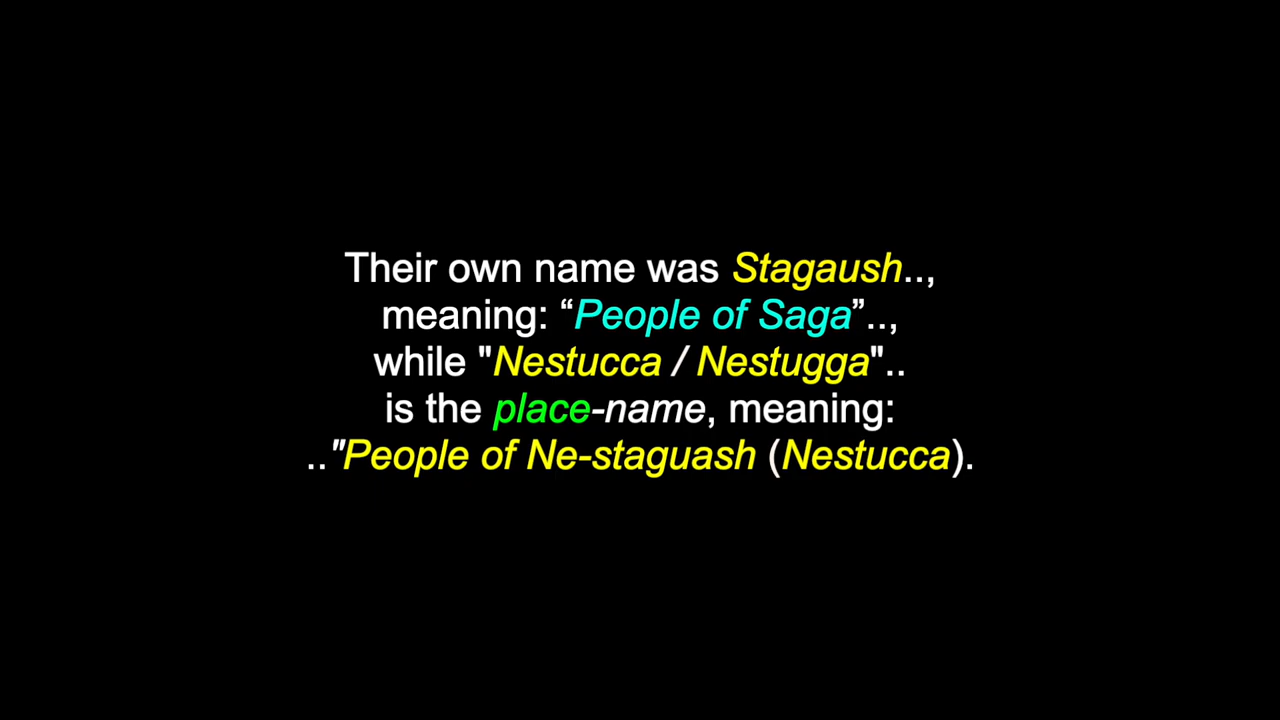 Their own name was Stagaush..,
meaning: “People of Saga”..,
while "Nestucca / Nestugga"..
is the place-name, meaning:
.."People of Ne-staguash (Nestucca).